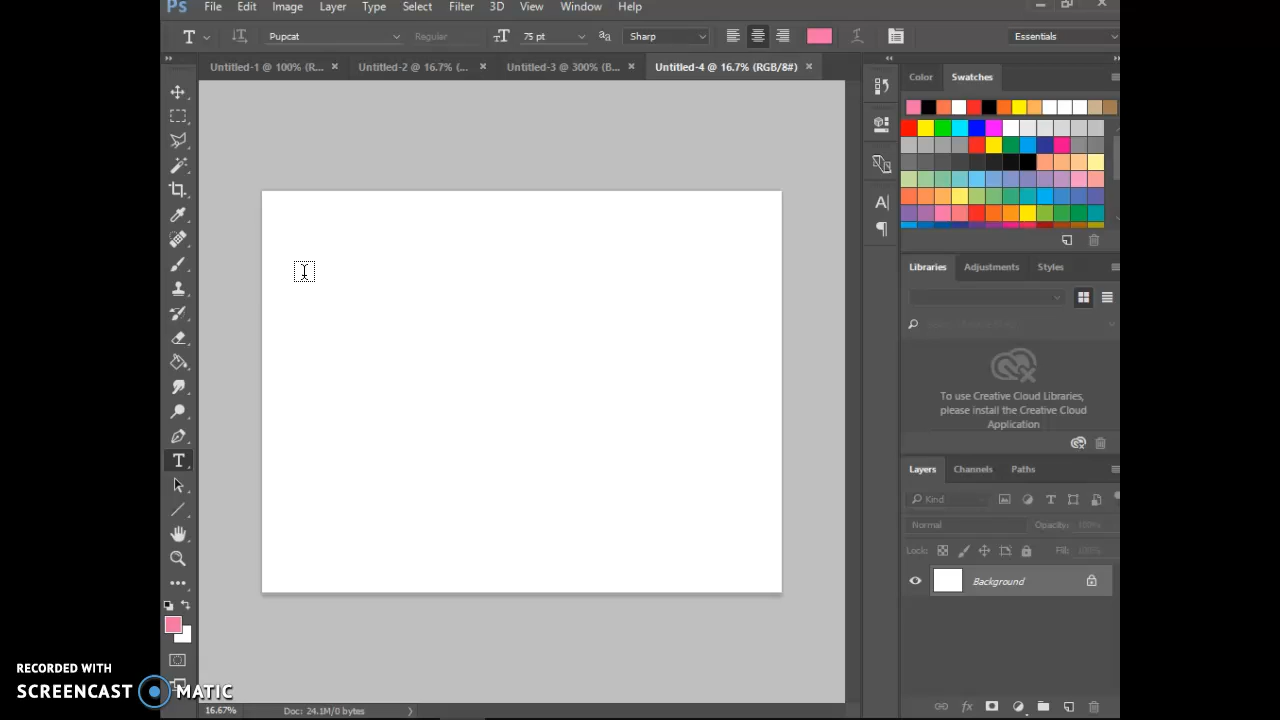 Ps File Edit Image Layer Type Select Filter 3D View Window Help
T Pupcat Regular 75 pt aa Sharp Essentials
Untitled-1 @ 100% (R... × Untitled-2 @ 16.7% (... × Untitled-3 @ 300% (B... × Untitled-4 @ 16.7% (RGB/8#) ×
Color Swatches
Libraries Adjustments Styles
To use Creative Cloud Libraries,
please install the Creative Cloud
Application
Layers Channels Paths
Kind
Normal Opacity: 100%
Lock: Fill: 100%
Background
RECORDED WITH
SCREENCAST MATIC
16.67% Doc: 24.1M/0 bytes